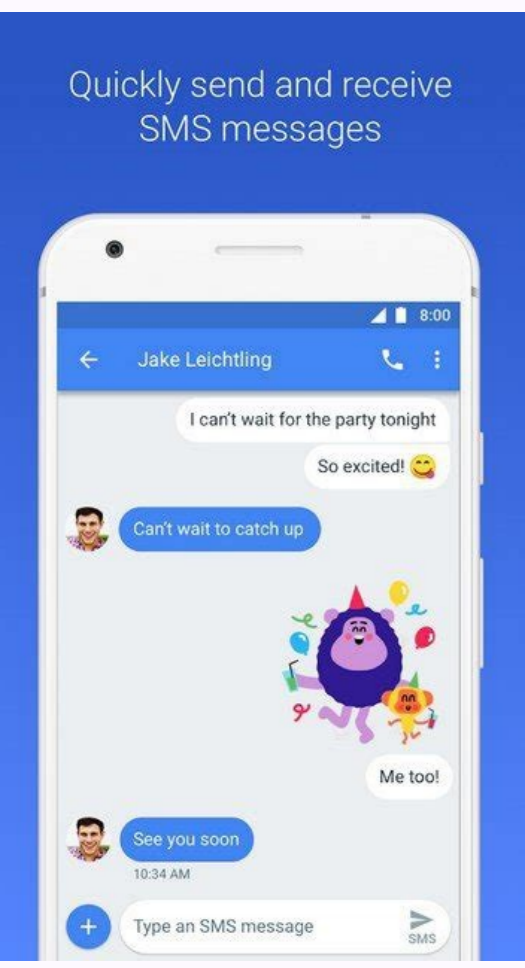 Quickly send and receive
SMS messages
8:00
Jake Leichtling
I can't wait for the party tonight
So excited! 😋
Can't wait to catch up
Me too!
See you soon
10:34 AM
+
Type an SMS message
SMS